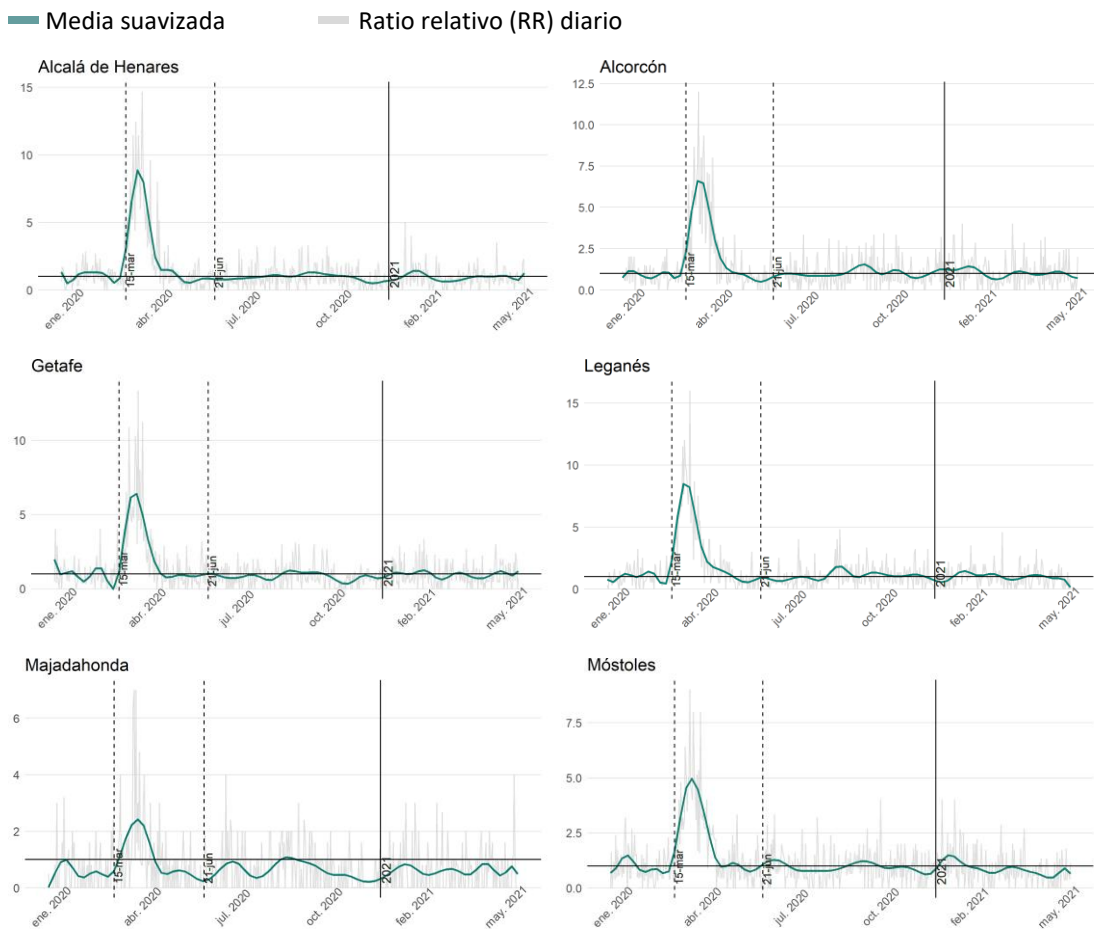 Media suavizada Ratio relativo (RR) diario
Alcalá de Henares
15
10
5
0
15-mar
21-jun
2021
ene. 2020
abr. 2020
jul. 2020
oct. 2020
feb. 2021
may. 2021
Alcorcón
12.5
10.0
7.5
5.0
2.5
0.0
15-mar
21-jun
2021
ene. 2020
abr. 2020
jul. 2020
oct. 2020
feb. 2021
may. 2021
Getafe
10
5
0
15-mar
21-jun
2021
ene. 2020
abr. 2020
jul. 2020
oct. 2020
feb. 2021
may. 2021
Leganés
15
10
5
0
15-mar
21-jun
2021
ene. 2020
abr. 2020
jul. 2020
oct. 2020
feb. 2021
may. 2021
Majadahonda
6
4
2
0
15-mar
21-jun
2021
ene. 2020
abr. 2020
jul. 2020
oct. 2020
feb. 2021
may. 2021
Móstoles
7.5
5.0
2.5
0.0
15-mar
21-jun
2021
ene. 2020
abr. 2020
jul. 2020
oct. 2020
feb. 2021
may. 2021